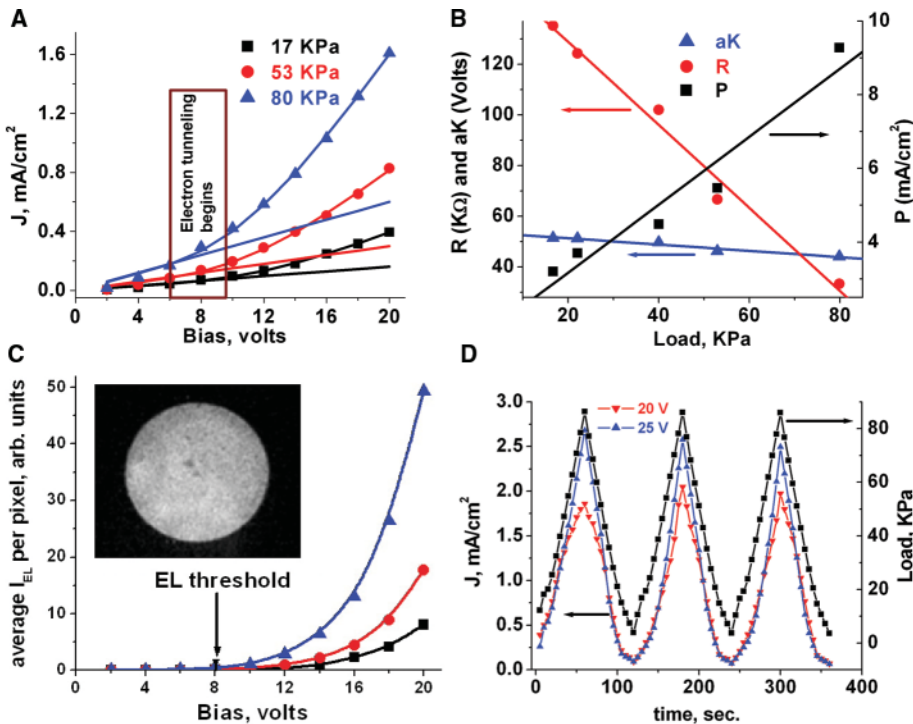 A
17 KPa
53 KPa
80 KPa
Electron tunneling
begins
J, mA/cm²
1.6
1.2
0.8
0.4
0.0
4 8 12 16 20
Bias, volts
B
aK
R
P
R (KΩ) and aK (Volts)
120
100
80
60
40
20 40 60 80
Load, KPa
10
8
6
4
P (mA/cm²)
C
average I_EL per pixel, arb. units
50
40
30
20
10
0
EL threshold
0 4 8 12 16 20
Bias, volts
D
20 V
25 V
J, mA/cm²
3.0
2.5
2.0
1.5
1.0
0.5
0.0
0 100 200 300 400
time, sec.
80
60
40
20
0
Load, KPa